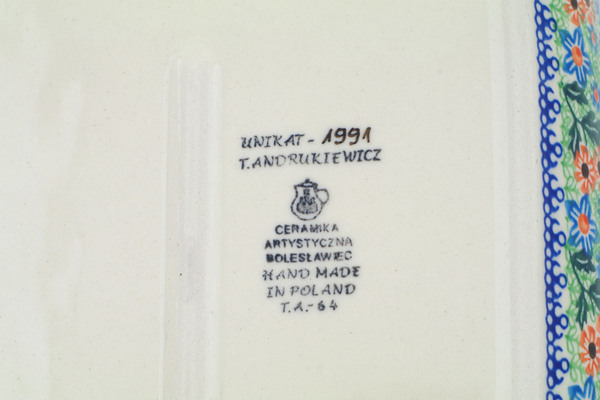 UNIKAT - 1991
T. ANDRUKIEWICZ
CERAMIKA
ARTYSTYCZNA
BOLESŁAWIEC
HAND MADE
IN POLAND
T.A.-64